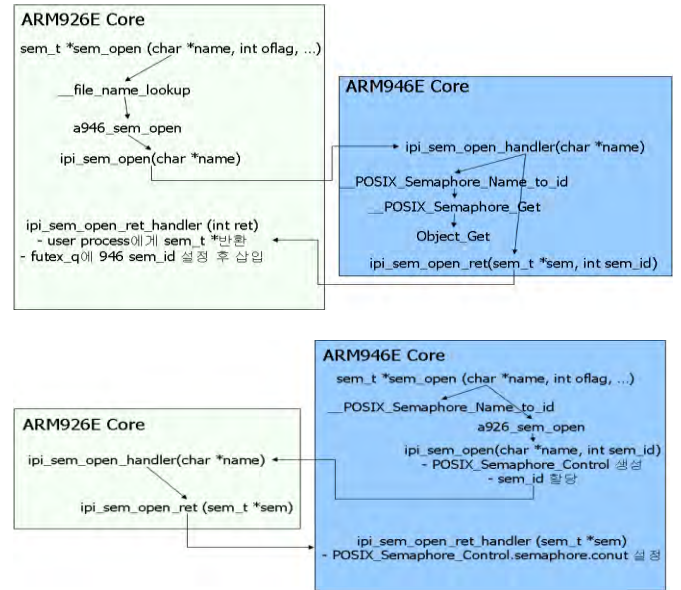 ARM926E Core
sem_t *sem_open (char *name, int oflag, ...)
__file_name_lookup
a946_sem_open
ipi_sem_open(char *name)
ipi_sem_open_ret_handler (int ret)
- user process에게 sem_t *반환
- futex_q에 946 sem_id 설정 후 삽입
ARM946E Core
ipi_sem_open_handler(char *name)
__POSIX_Semaphore_Name_to_id
__POSIX_Semaphore_Get
Object_Get
ipi_sem_open_ret(sem_t *sem, int sem_id)
ARM926E Core
ipi_sem_open_handler(char *name)
ipi_sem_open_ret (sem_t *sem)
ARM946E Core
sem_t *sem_open (char *name, int oflag, ...)
__POSIX_Semaphore_Name_to_id
a926_sem_open
ipi_sem_open(char *name, int sem_id)
- POSIX_Semaphore_Control 생성
- sem_id 할당
ipi_sem_open_ret_handler (sem_t *sem)
- POSIX_Semaphore_Control.semaphore.conut 설정